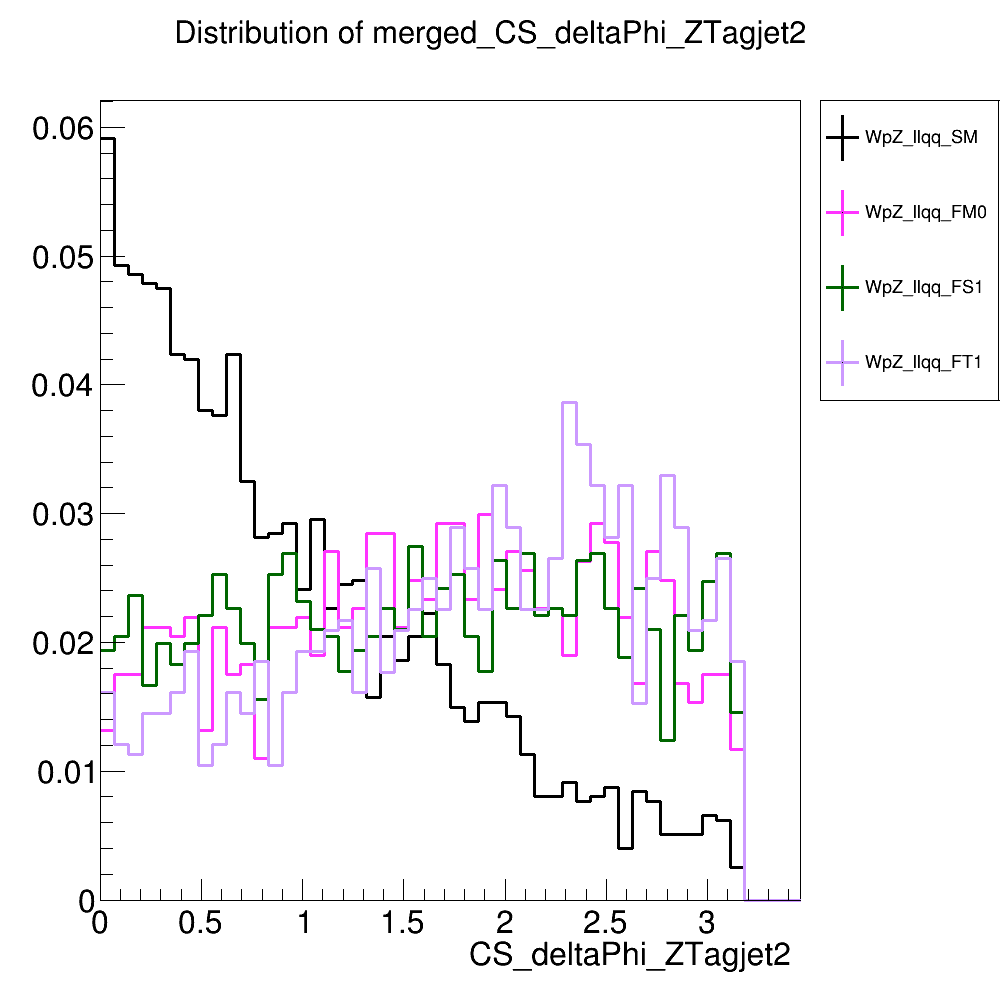 Distribution of merged_CS_deltaPhi_ZTagjet2
WpZ_llqq_SM
WpZ_llqq_FM0
WpZ_llqq_FS1
WpZ_llqq_FT1
0.06
0.05
0.04
0.03
0.02
0.01
0
0 0.5 1 1.5 2 2.5 3
CS_deltaPhi_ZTagjet2